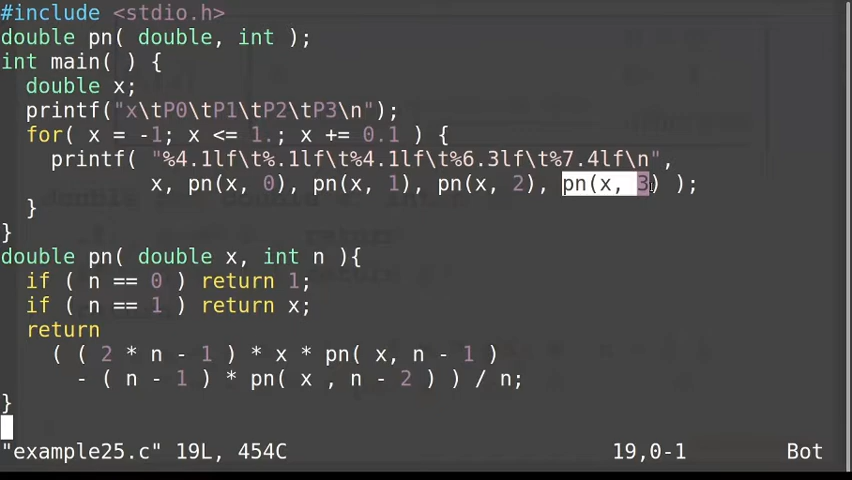 #include <stdio.h>
double pn( double, int );
int main( ) {
  double x;
  printf("x\tP0\tP1\tP2\tP3\n");
  for( x = -1; x <= 1.; x += 0.1 ) {
    printf( "%4.1lf\t%.1lf\t%4.1lf\t%6.3lf\t%7.4lf\n",
            x, pn(x, 0), pn(x, 1), pn(x, 2), pn(x, 3) );
  }
}
double pn( double x, int n ){
  if ( n == 0 ) return 1;
  if ( n == 1 ) return x;
  return
    ( ( 2 * n - 1 ) * x * pn( x, n - 1 )
      - ( n - 1 ) * pn( x , n - 2 ) ) / n;
}
"example25.c" 19L, 454C 19,0-1 Bot